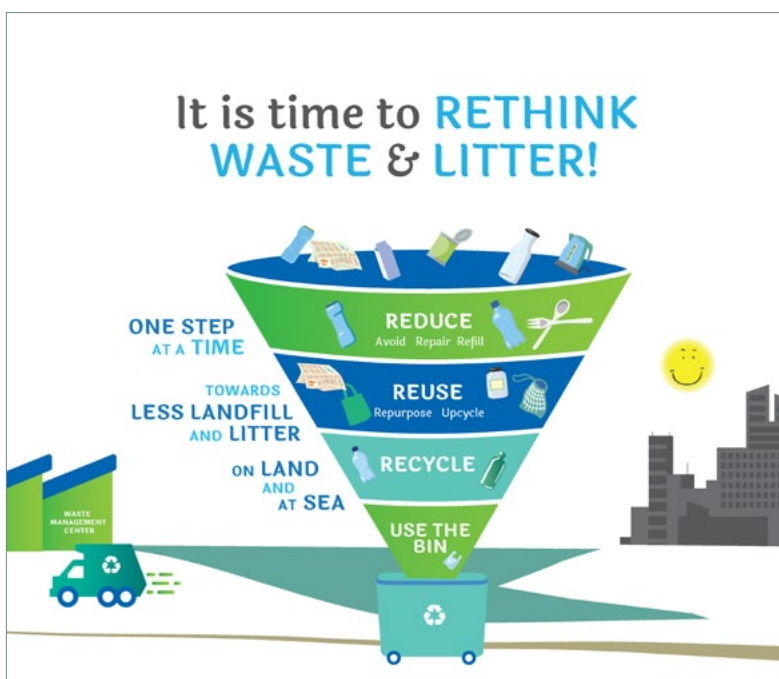 It is time to RETHINK
WASTE & LITTER!
ONE STEP
AT A TIME
TOWARDS
LESS LANDFILL
AND LITTER
ON LAND
AND
AT SEA
REDUCE
Avoid Repair Refill
REUSE
Repurpose Upcycle
RECYCLE
USE THE
BIN
WASTE
MANAGEMENT
CENTER